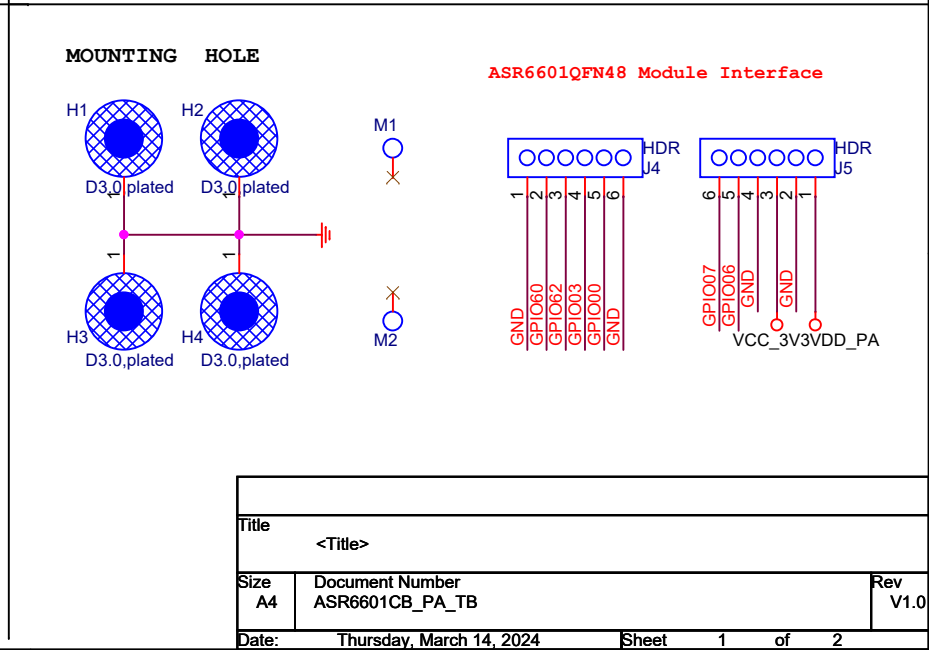 MOUNTING HOLE
ASR6601QFN48 Module Interface
H1
H2
M1
HDR
J4
HDR
J5
D3.0,plated
D3.0,plated
1
1
1
2
3
4
5
6
6
5
4
3
2
1
1
1
GND
GPIO60
GPIO62
GPIO03
GPIO00
GND
GPIO07
GPIO06
GND
GND
H3
H4
M2
VCC_3V3
VDD_PA
D3.0,plated
D3.0,plated
Title
<Title>
Size
Document Number
Rev
A4
ASR6601CB_PA_TB
V1.0
Date:
Thursday, March 14, 2024
Sheet 1 of 2